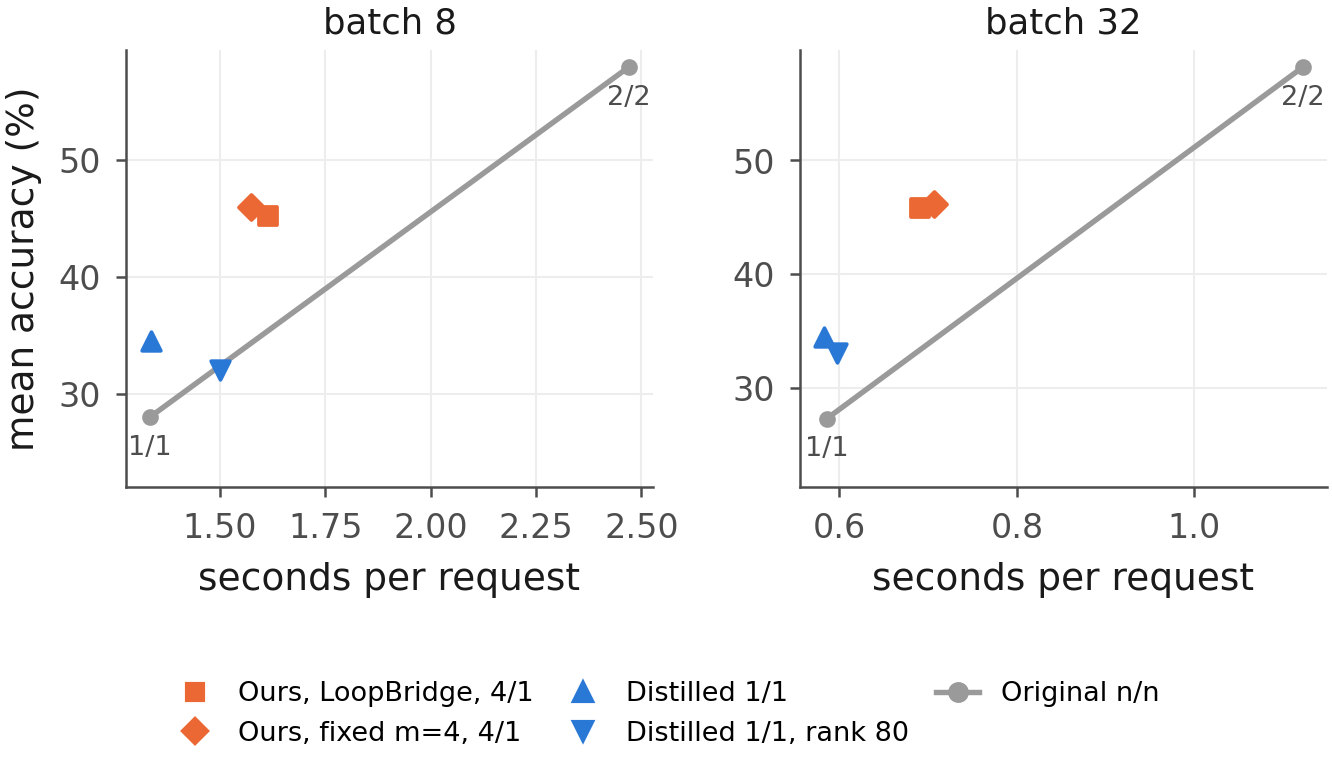 batch 8
batch 32
mean accuracy (%)
50
40
30
2/2
1/1
1.50 1.75 2.00 2.25 2.50
seconds per request
50
40
30
2/2
1/1
0.6 0.8 1.0
seconds per request
Ours, LoopBridge, 4/1
Ours, fixed m=4, 4/1
Distilled 1/1
Distilled 1/1, rank 80
Original n/n